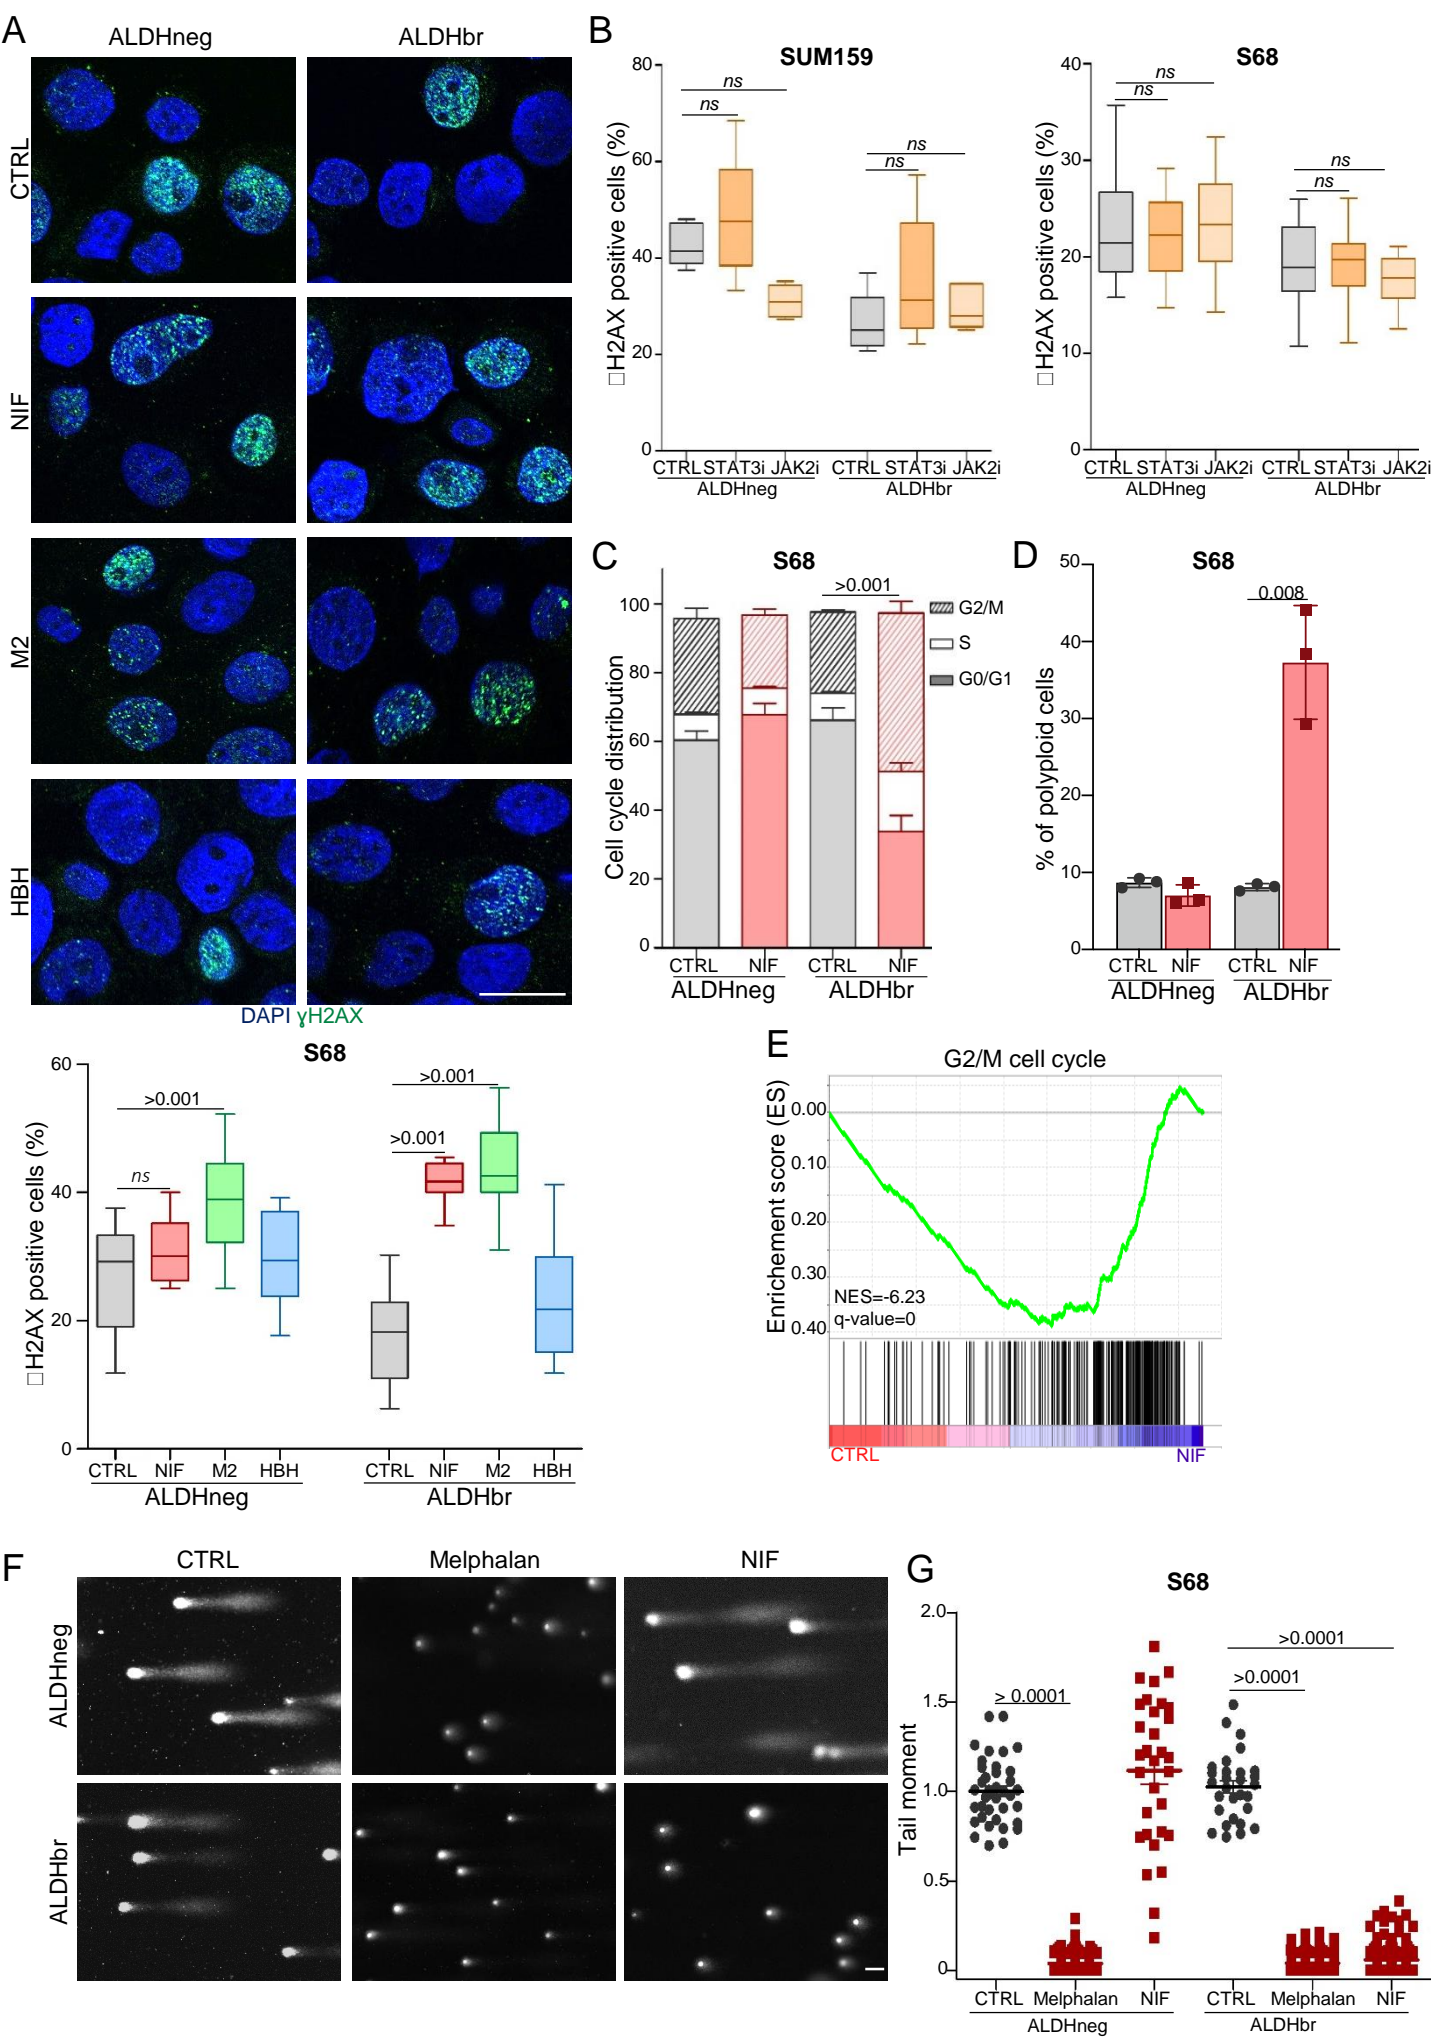 A
ALDHneg
ALDHbr
CTRL
NIF
M2
HBH
DAPI γH2AX
S68
□H2AX positive cells (%)
60
40
20
0
>0.001
ns
>0.001
>0.001
CTRL NIF M2 HBH
CTRL NIF M2 HBH
ALDHneg
ALDHbr
B
SUM159
□H2AX positive cells (%)
80
60
40
20
0
ns
ns
ns
ns
CTRL STAT3i JAK2i
CTRL STAT3i JAK2i
ALDHneg
ALDHbr
S68
□H2AX positive cells (%)
40
30
20
10
0
ns
ns
ns
ns
CTRL STAT3i JAK2i
CTRL STAT3i JAK2i
ALDHneg
ALDHbr
C
S68
Cell cycle distribution
100
80
60
40
20
0
>0.001
G2/M
S
G0/G1
CTRL NIF
CTRL NIF
ALDHneg
ALDHbr
D
S68
% of polyploid cells
50
40
30
20
10
0
0.008
CTRL NIF
CTRL NIF
ALDHneg
ALDHbr
E
G2/M cell cycle
Enrichement score (ES)
0.00
0.10
0.20
0.30
0.40
NES=-6.23
q-value=0
CTRL
NIF
F
CTRL
Melphalan
NIF
ALDHneg
ALDHbr
G
S68
Tail moment
2.0
1.5
1.0
0.5
0
> 0.0001
>0.0001
>0.0001
CTRL Melphalan NIF
CTRL Melphalan NIF
ALDHneg
ALDHbr